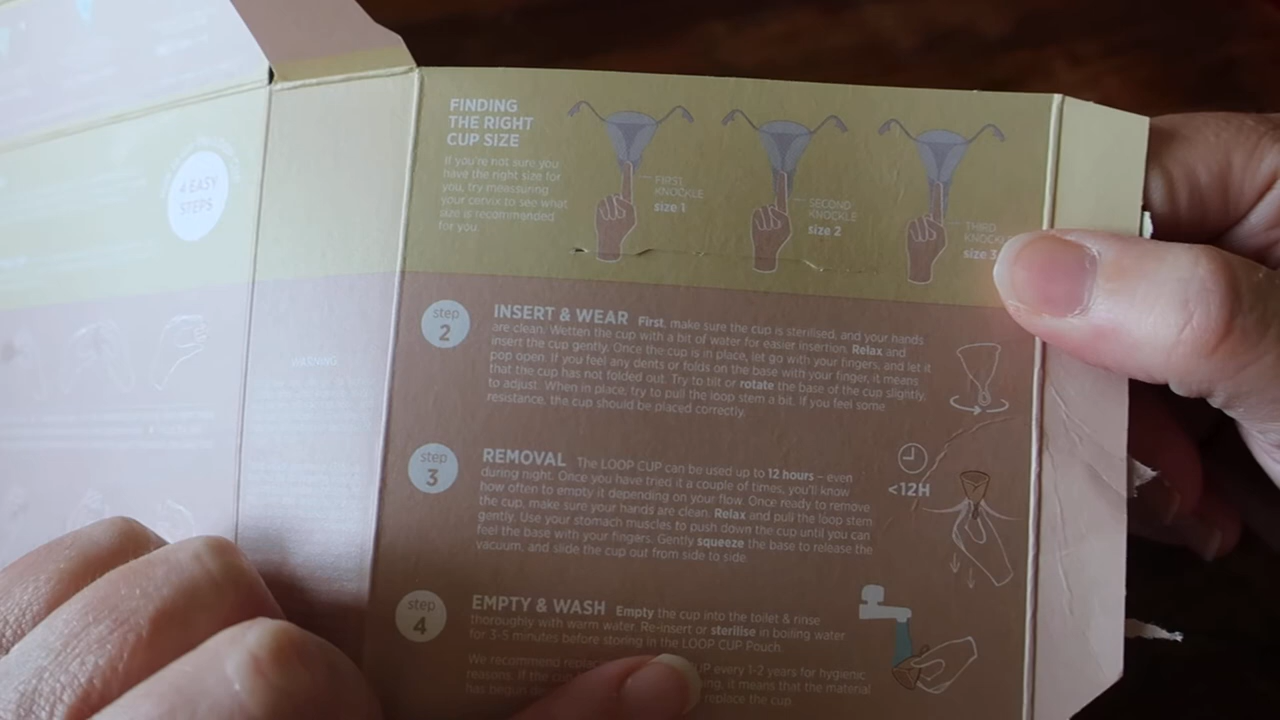 4 EASY
STEPS
WARNING
FINDING
THE RIGHT
CUP SIZE
If you're not sure you
have the right size for
you, try meassuring
your cervix to see what
size is recommended
for you.
FIRST
KNOCKLE
size 1
SECOND
KNOCKLE
size 2
THIRD
KNOCKL
size 3
step
2
INSERT & WEAR First, make sure the cup is sterilised, and your hands
are clean. Wetten the cup with a bit of water for easier insertion. Relax and
insert the cup gently. Once the cup is in place, let go with your fingers, and let it
pop open. If you feel any dents or folds on the base with your finger, it means
that the cup has not folded out. Try to tilt or rotate the base of the cup slightly,
to adjust. When in place, try to pull the loop stem a bit. If you feel some
resistance, the cup should be placed correctly.
step
3
REMOVAL The LOOP CUP can be used up to 12 hours – even
during night. Once you have tried it a couple of times, you'll know
how often to empty it depending on your flow. Once ready to remove
the cup, make sure your hands are clean. Relax and pull the loop stem
gently. Use your stomach muscles to push down the cup until you can
feel the base with your fingers. Gently squeeze the base to release the
vacuum, and slide the cup out from side to side.
<12H
step
4
EMPTY & WASH Empty the cup into the toilet & rinse
thoroughly with warm water. Re-insert or sterilise in boiling water
for 3-5 minutes before storing in the LOOP CUP Pouch.
We recommend replac UP every 1-2 years for hygienic
reasons. If the cu ing, it means that the material
has begun replace the cup.